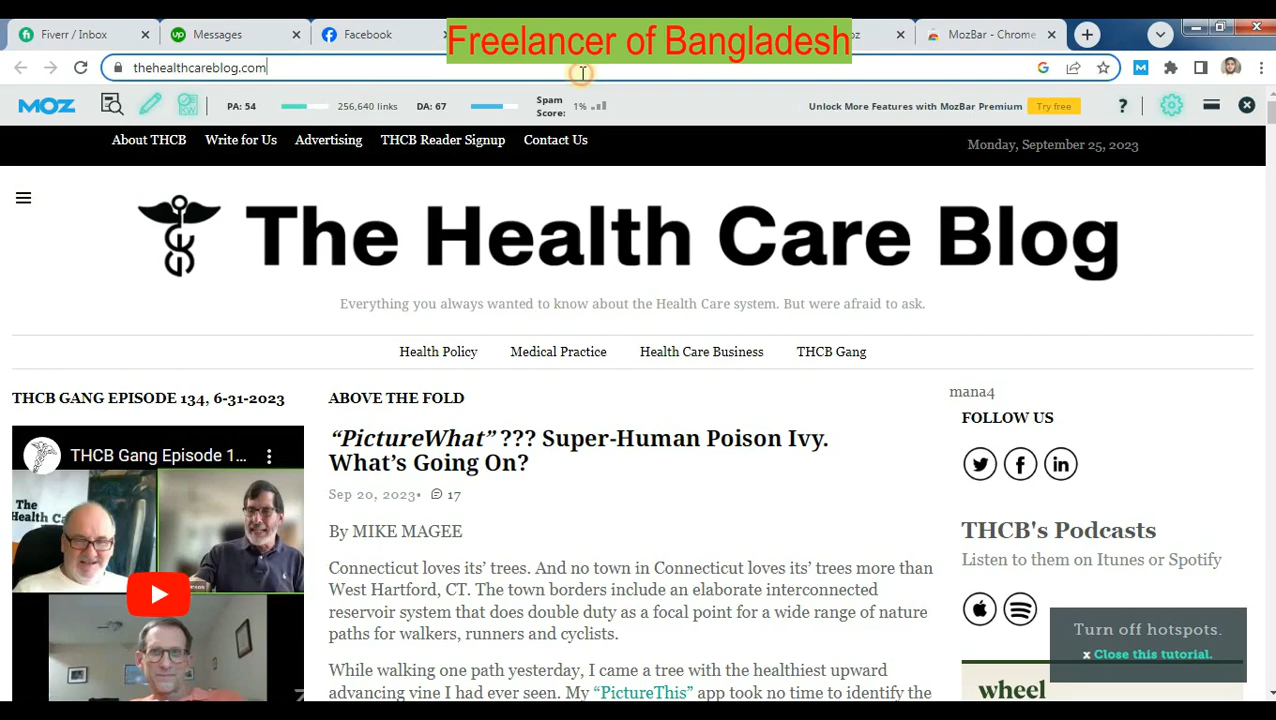 Fiverr / Inbox
Messages
Facebook
Freelancer of Bangladesh
oz
MozBar - Chrome
thehealthcareblog.com
MOZ
PA: 54
256,640 links
DA: 67
Spam Score: 1%
Unlock More Features with MozBar Premium
Try free
?
About THCB
Write for Us
Advertising
THCB Reader Signup
Contact Us
Monday, September 25, 2023
The Health Care Blog
Everything you always wanted to know about the Health Care system. But were afraid to ask.
Health Policy
Medical Practice
Health Care Business
THCB Gang
THCB GANG EPISODE 134, 6-31-2023
THCB Gang Episode 1...
The
Health Ca
ABOVE THE FOLD
“PictureWhat” ??? Super-Human Poison Ivy.
What’s Going On?
Sep 20, 2023•
17
By MIKE MAGEE
Connecticut loves its’ trees. And no town in Connecticut loves its’ trees more than
West Hartford, CT. The town borders include an elaborate interconnected
reservoir system that does double duty as a focal point for a wide range of nature
paths for walkers, runners and cyclists.
While walking one path yesterday, I came a tree with the healthiest upward
advancing vine I had ever seen. My “PictureThis” app took no time to identify the
mana4
FOLLOW US
THCB's Podcasts
Listen to them on Itunes or Spotify
Turn off hotspots.
x Close this tutorial.
wheel